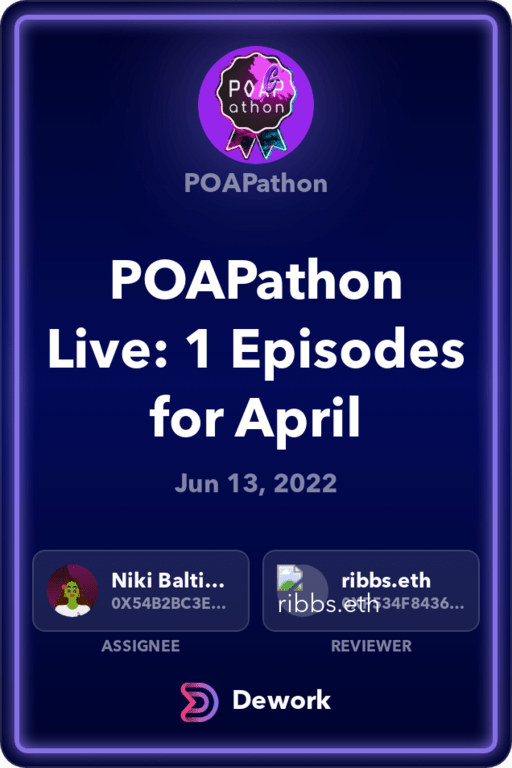 POAP
athon
POAPathon
POAPathon
Live: 1 Episodes
for April
Jun 13, 2022
Niki Balti...
0X54B2BC3E...
ribbs.eth
ribbs.eth
ASSIGNEE
REVIEWER
Dework